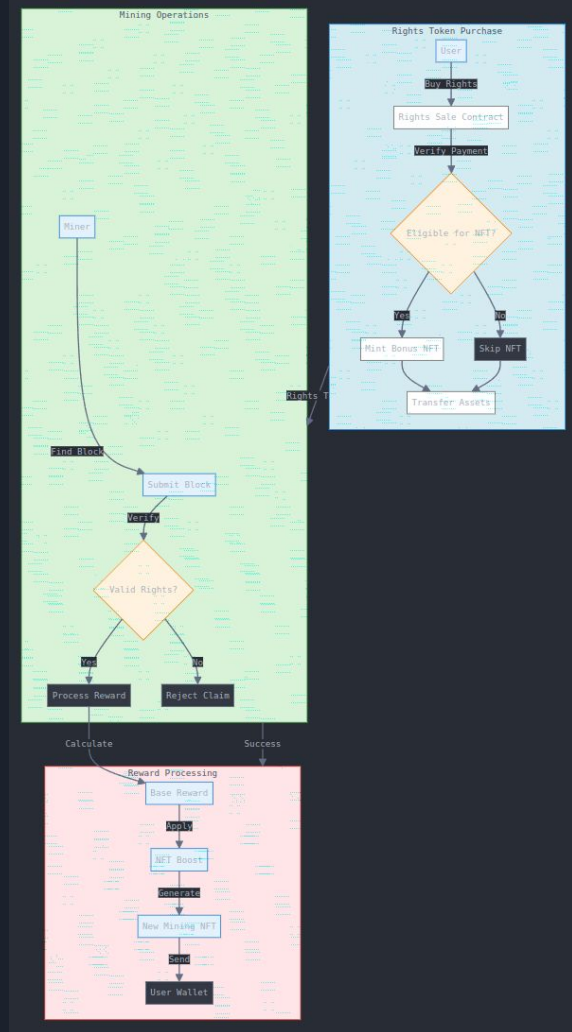 Mining Operations
Miner
Find Block
Submit Block
Verify
Valid Rights?
Yes
No
Process Reward
Reject Claim
Rights Token Purchase
User
Buy Rights
Rights Sale Contract
Verify Payment
Eligible for NFT?
Yes
No
Mint Bonus NFT
Skip NFT
Transfer Assets
Rights T
Calculate
Success
Reward Processing
Base Reward
Apply
NFT Boost
Generate
New Mining NFT
Send
User Wallet